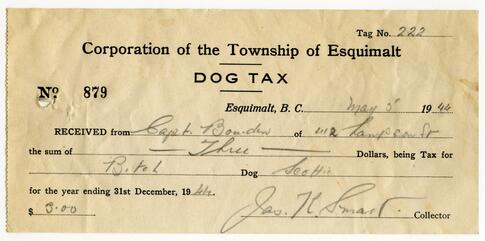 Tag No. 222
Corporation of the Township of Esquimalt
DOG TAX
No 879
Esquimalt, B. C. May 5 1944
RECEIVED from Capt. Bowden of 1112 Lampson St
the sum of — Three — Dollars, being Tax for
Bitch Dog Scottie
for the year ending 31st December, 1944.
$ 3.00 Jas. H. Smart. Collector